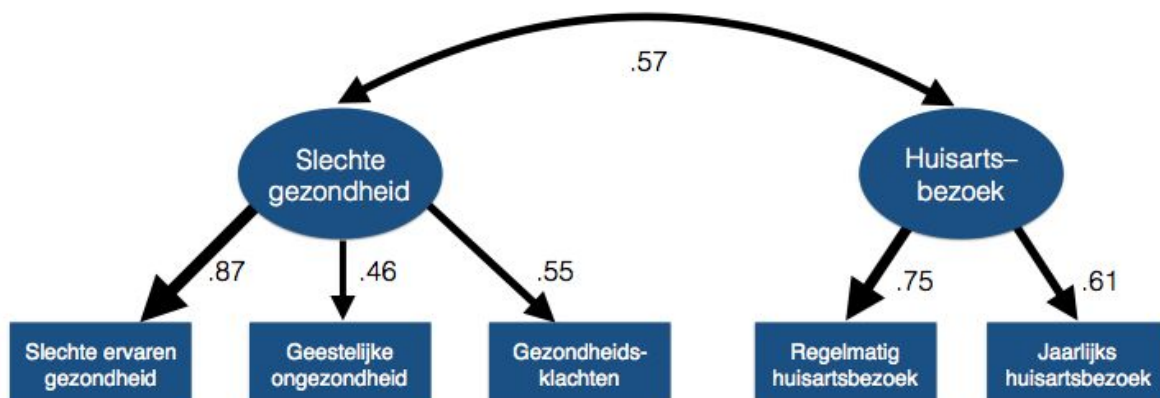 .57
Slechte
gezondheid
Huisarts–
bezoek
.87
.46
.55
.75
.61
Slechte ervaren
gezondheid
Geestelijke
ongezondheid
Gezondheids-
klachten
Regelmatig
huisartsbezoek
Jaarlijks
huisartsbezoek